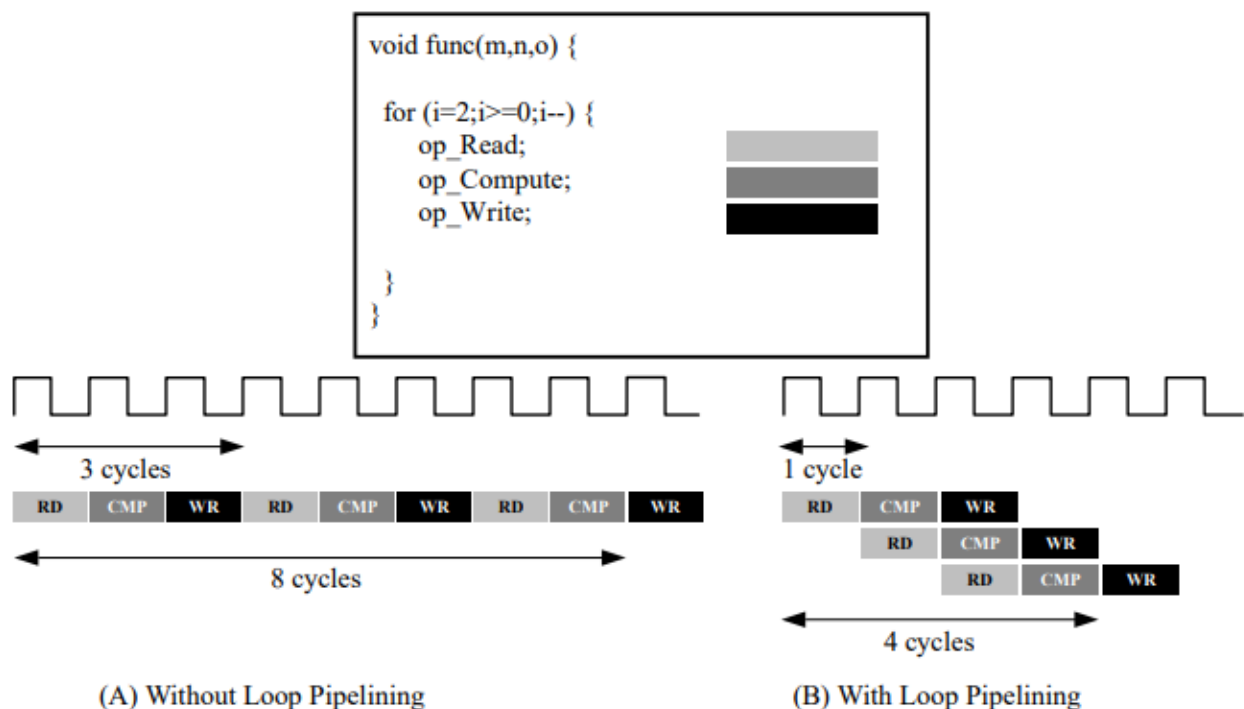 void func(m,n,o) {
for (i=2;i>=0;i--) {
op_Read;
op_Compute;
op_Write;
}
}
3 cycles
RD CMP WR RD CMP WR RD CMP WR
8 cycles
(A) Without Loop Pipelining
1 cycle
RD CMP WR
RD CMP WR
RD CMP WR
4 cycles
(B) With Loop Pipelining